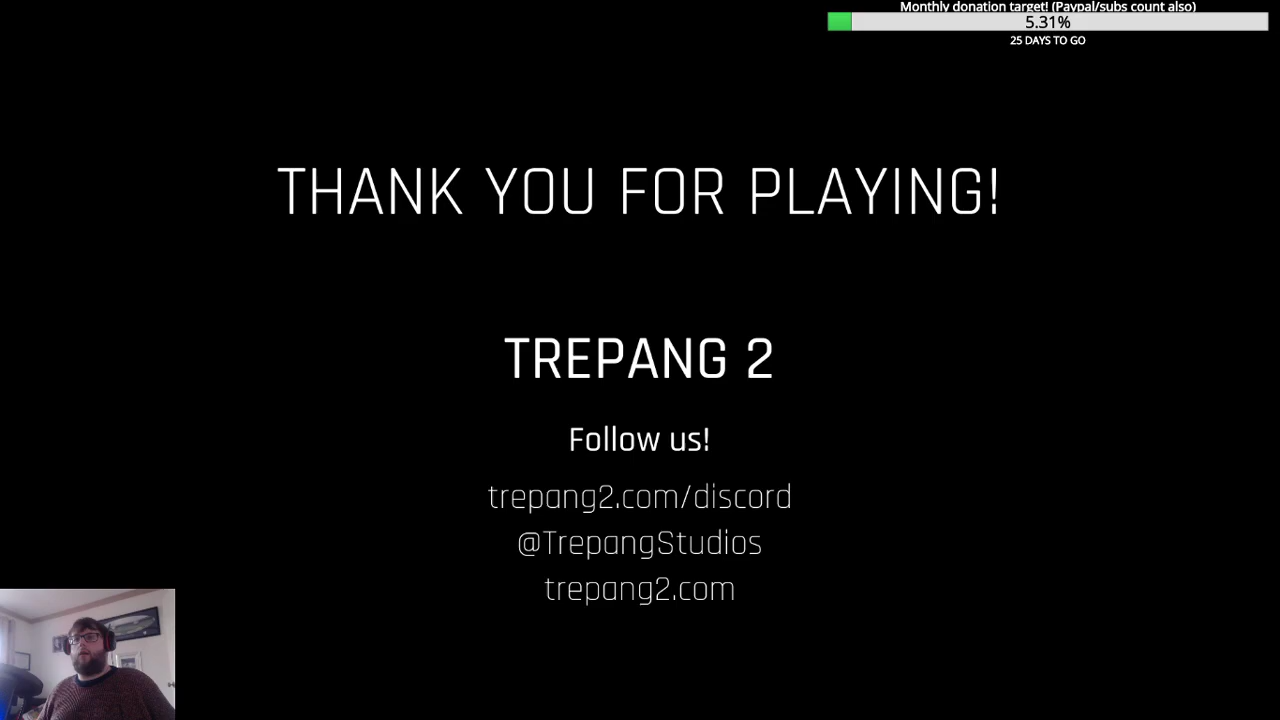 Monthly donation target! (Paypal/subs count also)
5.31%
25 DAYS TO GO
THANK YOU FOR PLAYING!
TREPANG 2
Follow us!
trepang2.com/discord
@TrepangStudios
trepang2.com